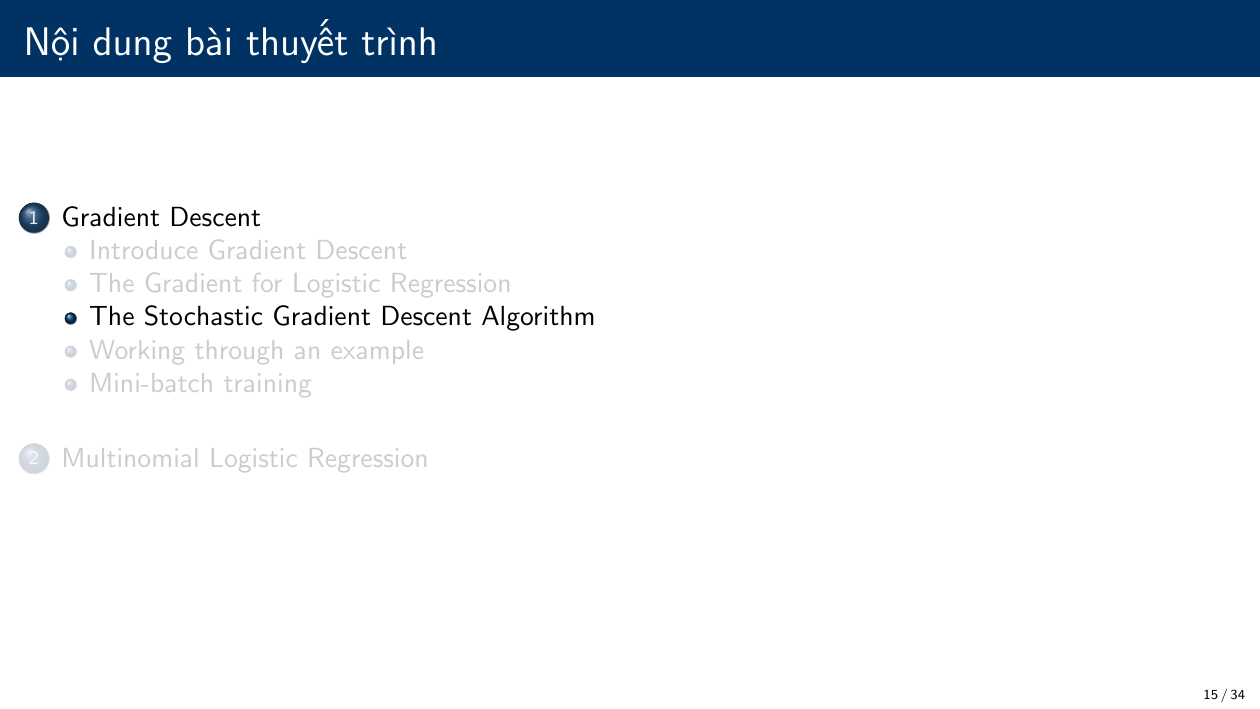 Nội dung bài thuyết trình
1 Gradient Descent
Introduce Gradient Descent
The Gradient for Logistic Regression
The Stochastic Gradient Descent Algorithm
Working through an example
Mini-batch training
2 Multinomial Logistic Regression
15 / 34